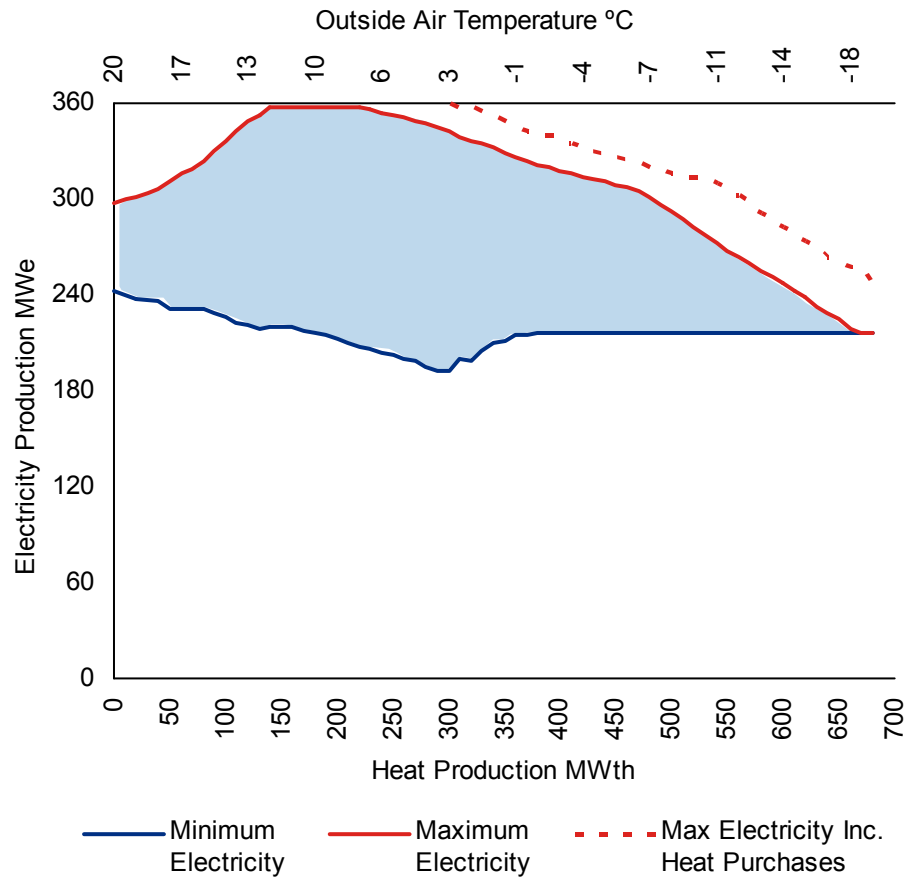 Outside Air Temperature ºC
20 17 13 10 6 3 -1 -4 -7 -11 -14 -18
360
300
240
180
120
60
0
Electricity Production MWe
0 50 100 150 200 250 300 350 400 450 500 550 600 650 700
Heat Production MWth
Minimum Electricity
Maximum Electricity
Max Electricity Inc. Heat Purchases